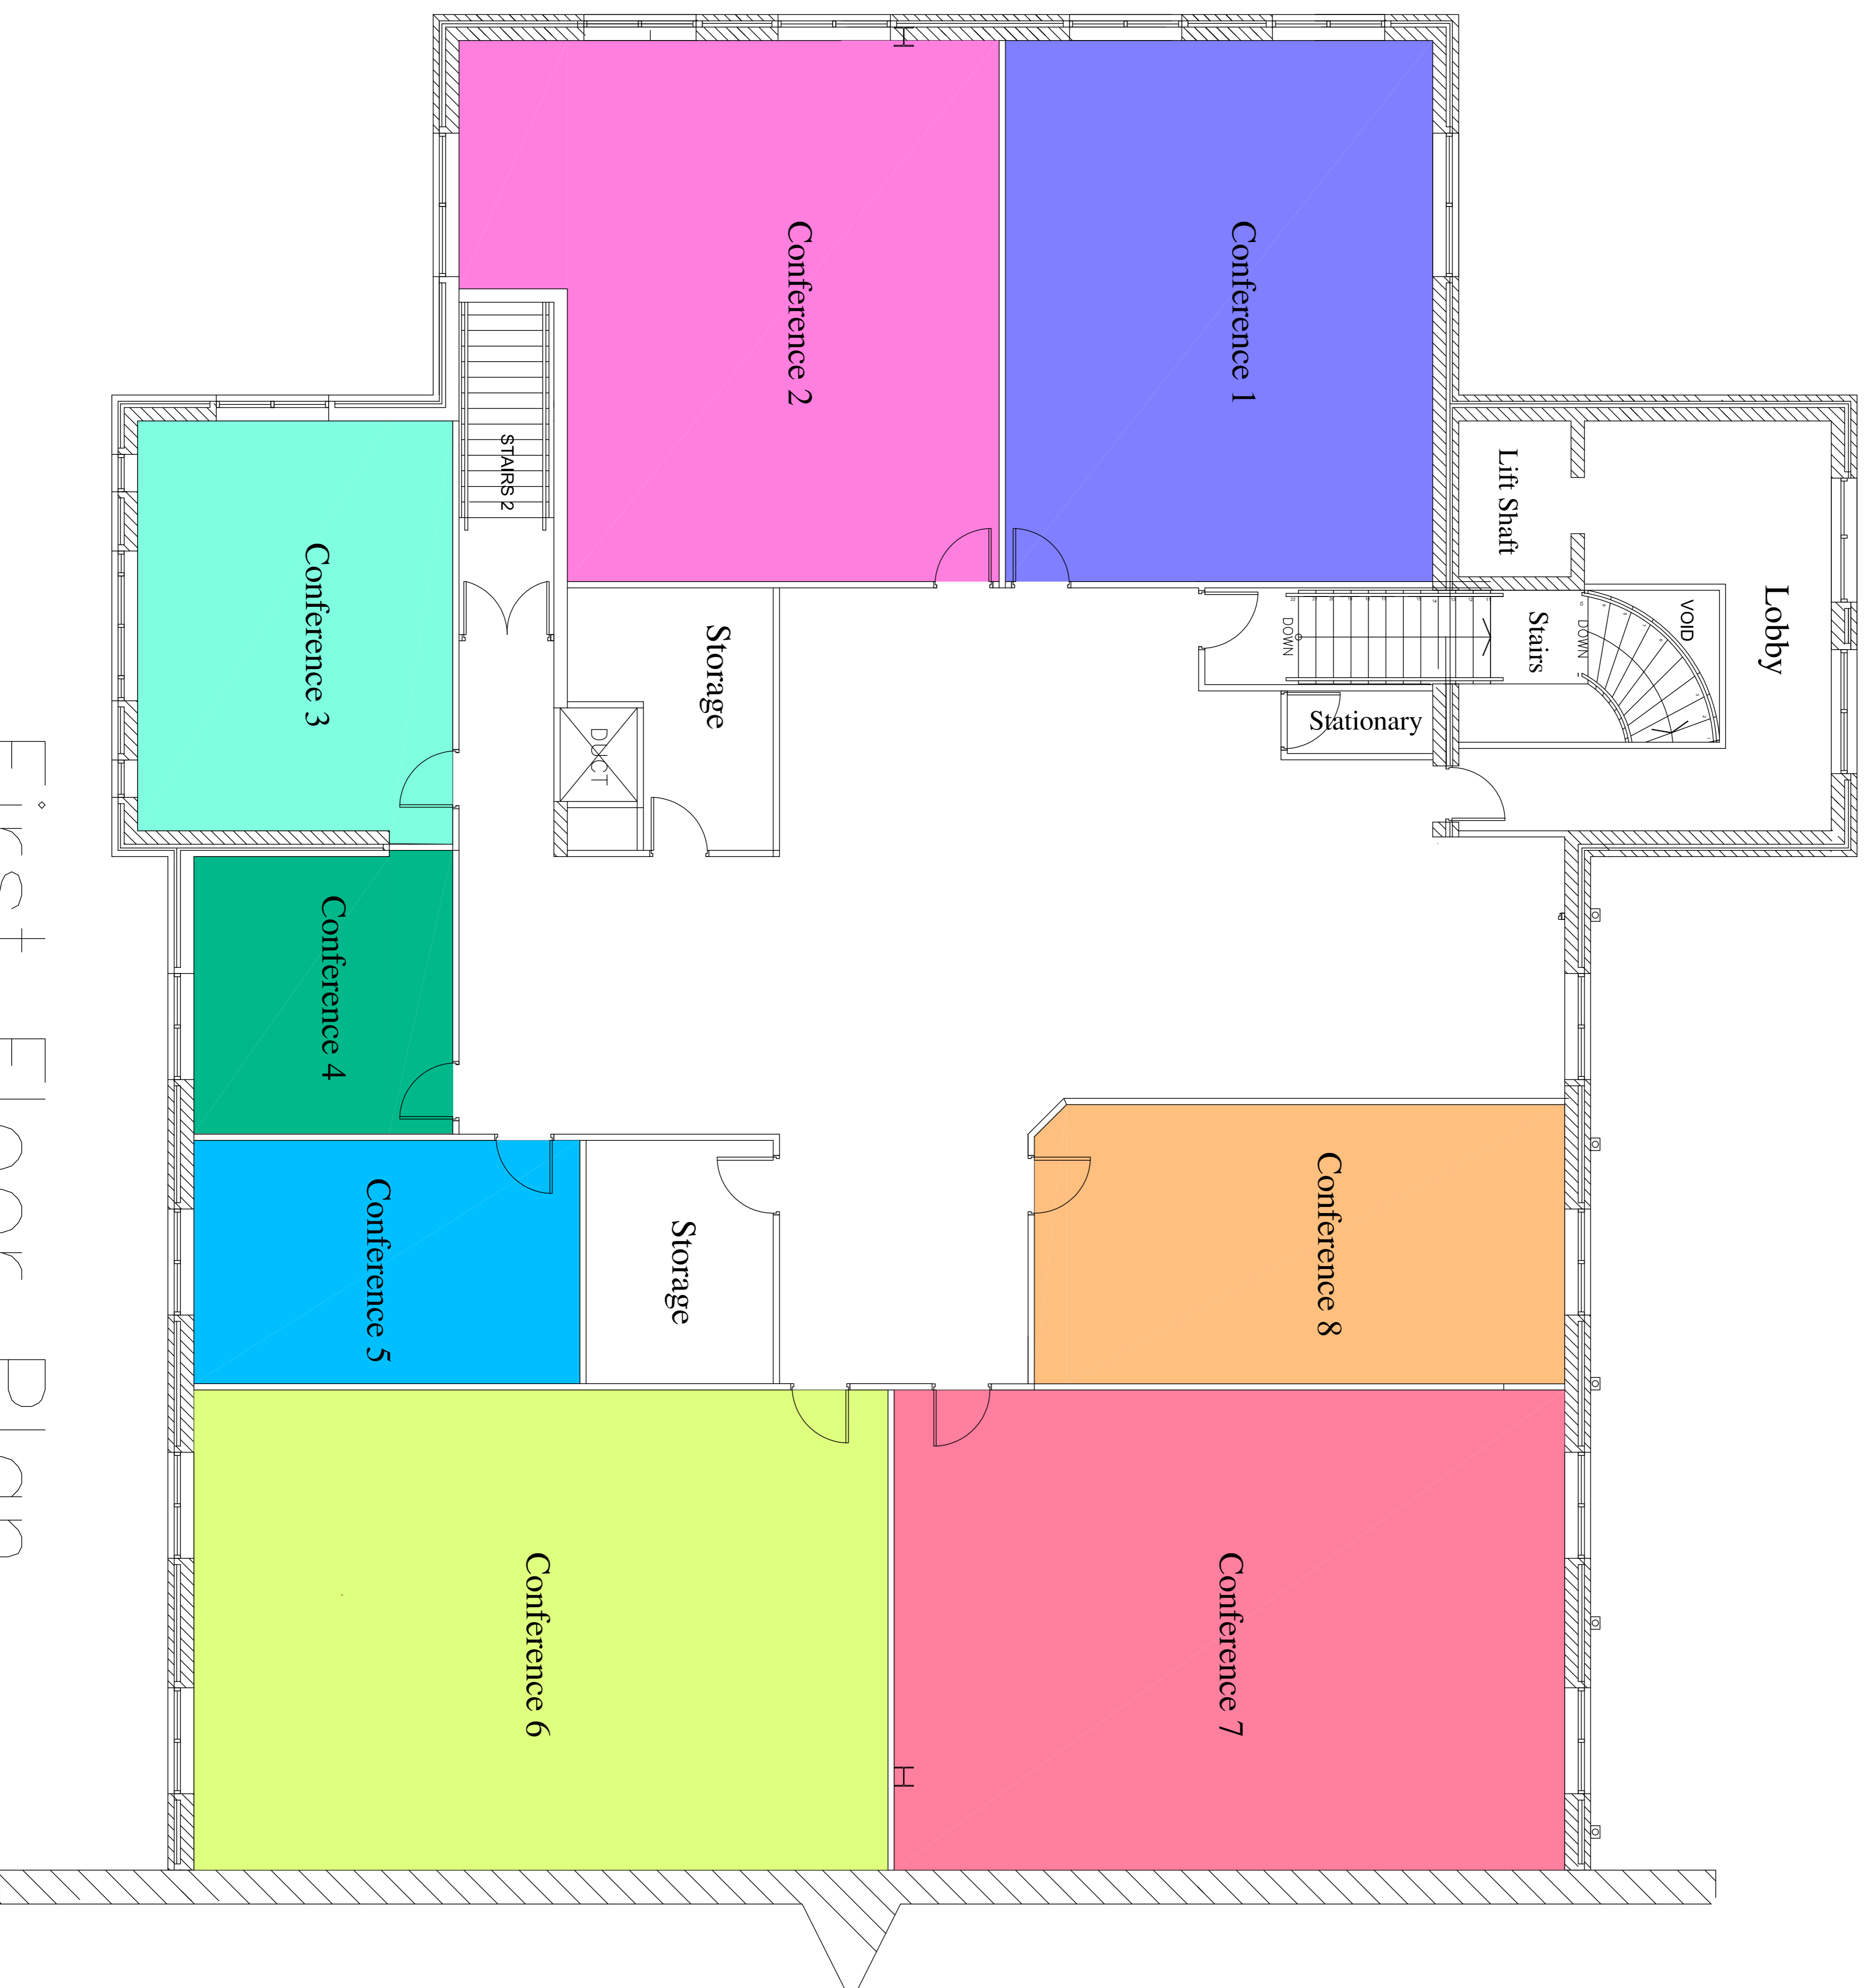 Conference 1
Conference 2
Conference 3
Conference 4
Conference 5
Conference 6
Conference 7
Conference 8
Lift Shaft
Lobby
VOID
Stairs
DOWN
DOWN
Stationary
Storage
STAIRS 2
DUCT
Storage
H
H
First Floor Plan